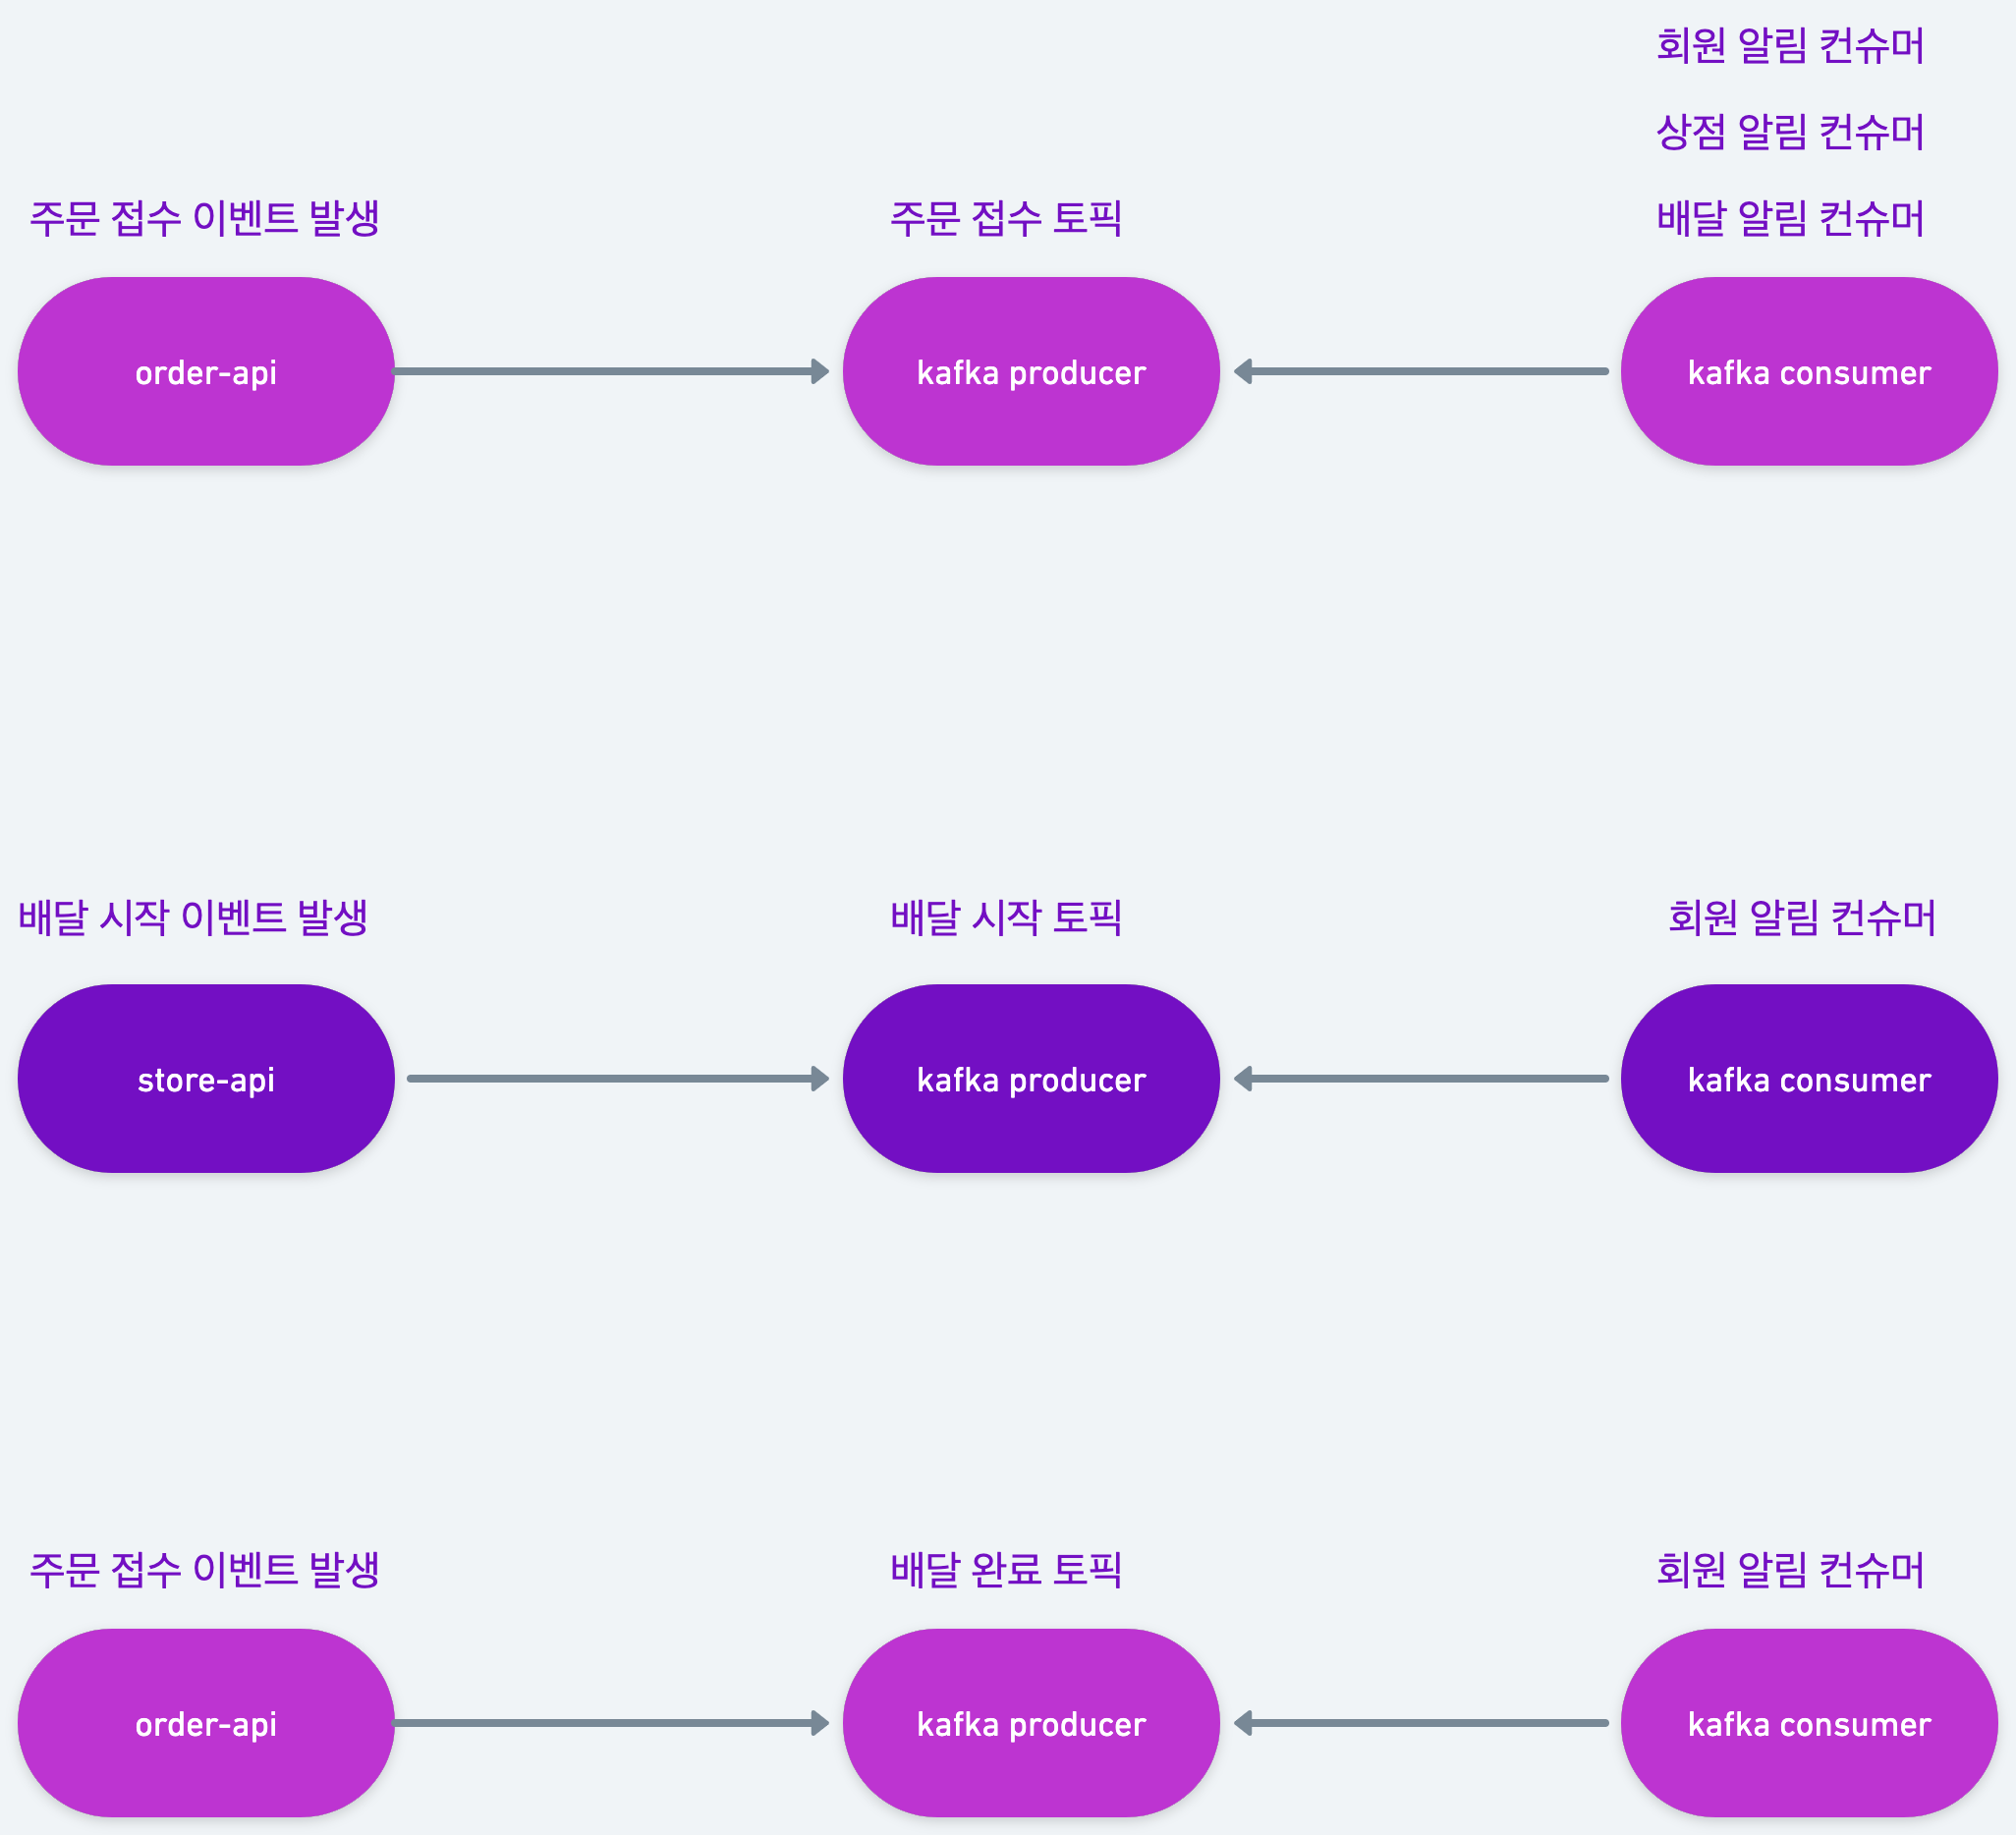 회원 알림 컨슈머
상점 알림 컨슈머
주문 접수 이벤트 발생
주문 접수 토픽
배달 알림 컨슈머
order-api
kafka producer
kafka consumer
배달 시작 이벤트 발생
배달 시작 토픽
회원 알림 컨슈머
store-api
kafka producer
kafka consumer
주문 접수 이벤트 발생
배달 완료 토픽
회원 알림 컨슈머
order-api
kafka producer
kafka consumer